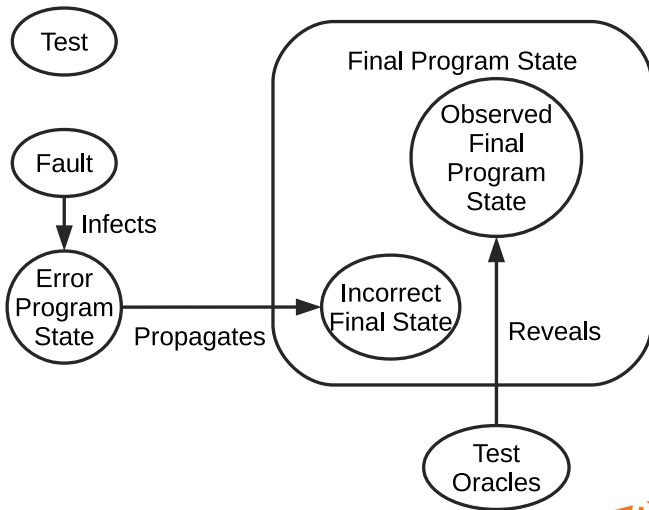 Test
Final Program State
Observed
Final
Program
State
Fault
Infects
Error
Program
State
Incorrect
Final State
Propagates
Reveals
Test
Oracles